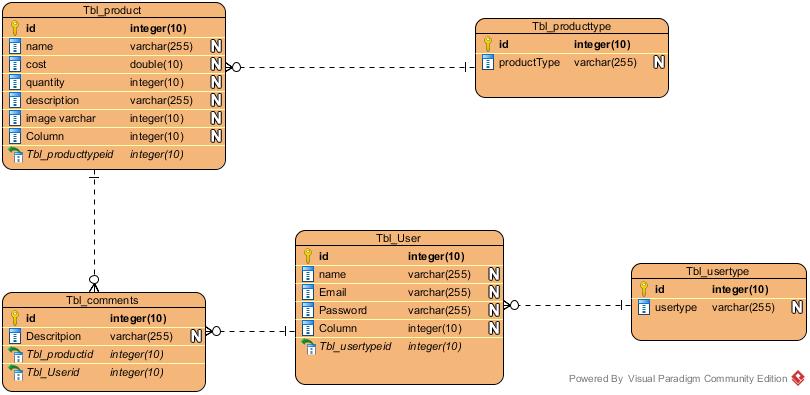 Tbl_product
id integer(10)
name varchar(255) N
cost double(10) N
quantity integer(10) N
description varchar(255) N
image varchar integer(10) N
Column integer(10) N
Tbl_producttypeid integer(10)
Tbl_producttype
id integer(10)
productType varchar(255) N
Tbl_comments
id integer(10)
Descritpion varchar(255) N
Tbl_productid integer(10)
Tbl_Userid integer(10)
Tbl_User
id integer(10)
name varchar(255) N
Email varchar(255) N
Password varchar(255) N
Column integer(10) N
Tbl_usertypeid integer(10)
Tbl_usertype
id integer(10)
usertype varchar(255) N
Powered By Visual Paradigm Community Edition